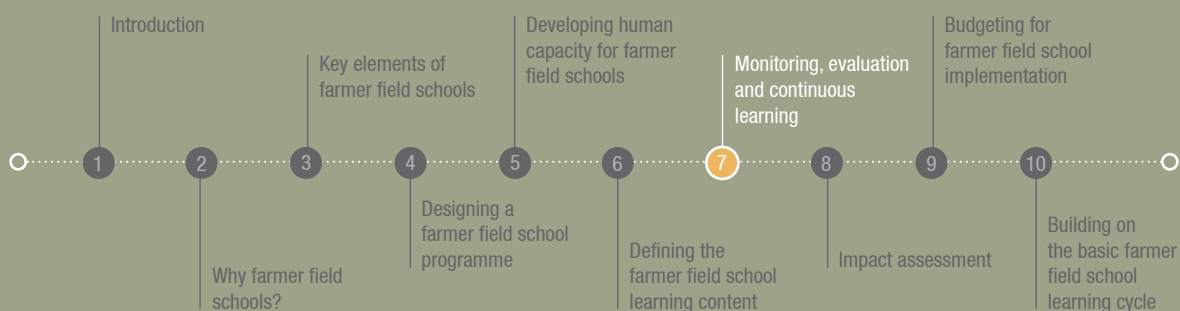 Introduction
1
Why farmer field
schools?
2
Key elements of
farmer field schools
3
Designing a
farmer field school
programme
4
Developing human
capacity for farmer
field schools
5
Defining the
farmer field school
learning content
6
Monitoring, evaluation
and continuous
learning
7
Impact assessment
8
Budgeting for
farmer field school
implementation
9
Building on
the basic farmer
field school
learning cycle
10